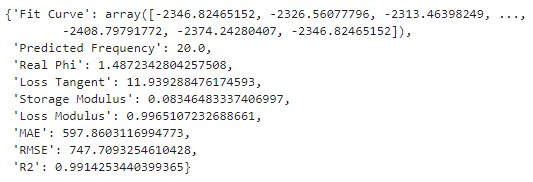 {'Fit Curve': array([-2346.82465152, -2326.56077796, -2313.46398249, ...,
-2408.79791772, -2374.24280407, -2346.82465152]),
'Predicted Frequency': 20.0,
'Real Phi': 1.4872342804257508,
'Loss Tangent': 11.939288476174593,
'Storage Modulus': 0.08346483337406997,
'Loss Modulus': 0.9965107232688661,
'MAE': 597.8603116994773,
'RMSE': 747.7093254610428,
'R2': 0.9914253440399365}